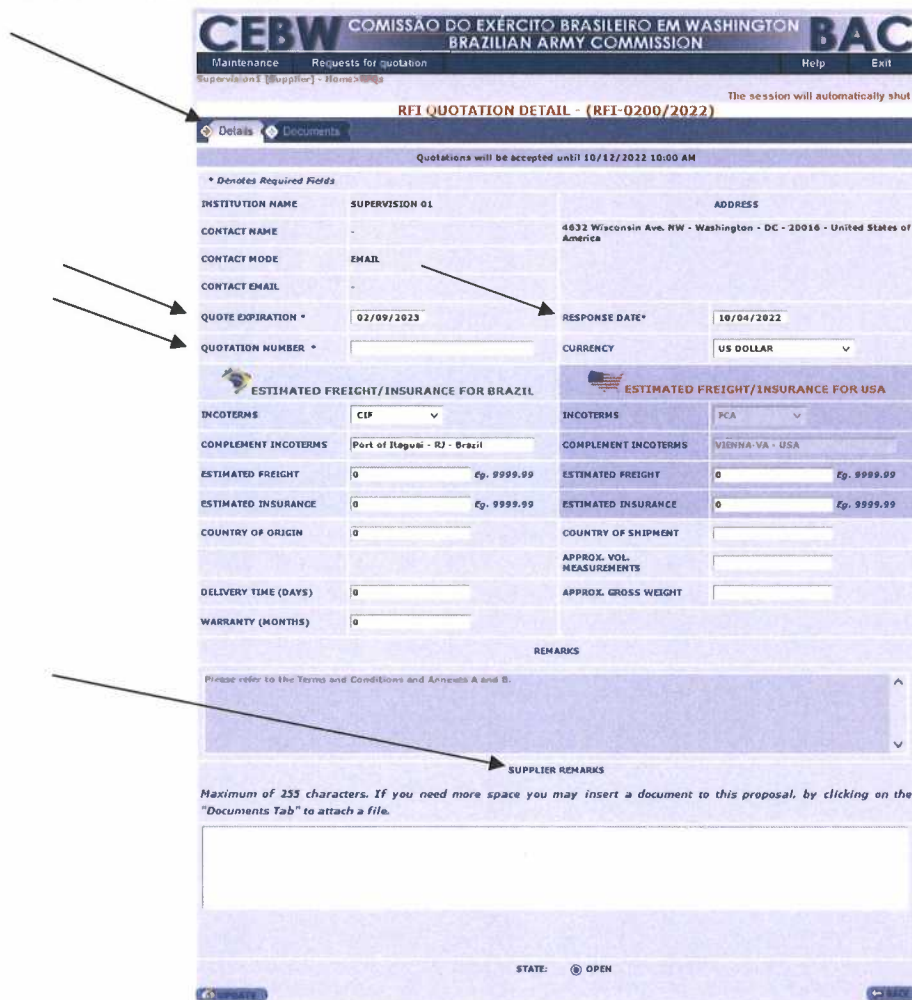 CEBW COMISSÃO DO EXÉRCITO BRASILEIRO EM WASHINGTON BAC
BRAZILIAN ARMY COMMISSION
Maintenance Requests for quotation Help Exit
Supervision1 [Supplier] - Home>
The session will automatically shut
RFI QUOTATION DETAIL - (RFI-0200/2022)
Details Documents
Quotations will be accepted until 10/12/2022 10:00 AM
* Denotes Required Fields
INSTITUTION NAME SUPERVISION 01 ADDRESS
CONTACT NAME - 4632 Wisconsin Ave. NW - Washington - DC - 20016 - United States of
America
CONTACT MODE EMAIL
CONTACT EMAIL -
QUOTE EXPIRATION * 02/09/2023 RESPONSE DATE* 10/04/2022
QUOTATION NUMBER * CURRENCY US DOLLAR
ESTIMATED FREIGHT/INSURANCE FOR BRAZIL ESTIMATED FREIGHT/INSURANCE FOR USA
INCOTERMS CIF INCOTERMS FCA
COMPLEMENT INCOTERMS Port of Itaguai - RJ - Brazil COMPLEMENT INCOTERMS VIENNA-VA - USA
ESTIMATED FREIGHT 0 Eg. 9999.99 ESTIMATED FREIGHT 0 Eg. 9999.99
ESTIMATED INSURANCE 0 Eg. 9999.99 ESTIMATED INSURANCE 0 Eg. 9999.99
COUNTRY OF ORIGIN 0 COUNTRY OF SHIPMENT
APPROX. VOL.
MEASUREMENTS
DELIVERY TIME (DAYS) 0 APPROX. GROSS WEIGHT
WARRANTY (MONTHS) 0
REMARKS
Please refer to the Terms and Conditions and Annexes A and B.
SUPPLIER REMARKS
Maximum of 255 characters. If you need more space you may insert a document to this proposal, by clicking on the
"Documents Tab" to attach a file.
STATE: OPEN
UPDATE BACK